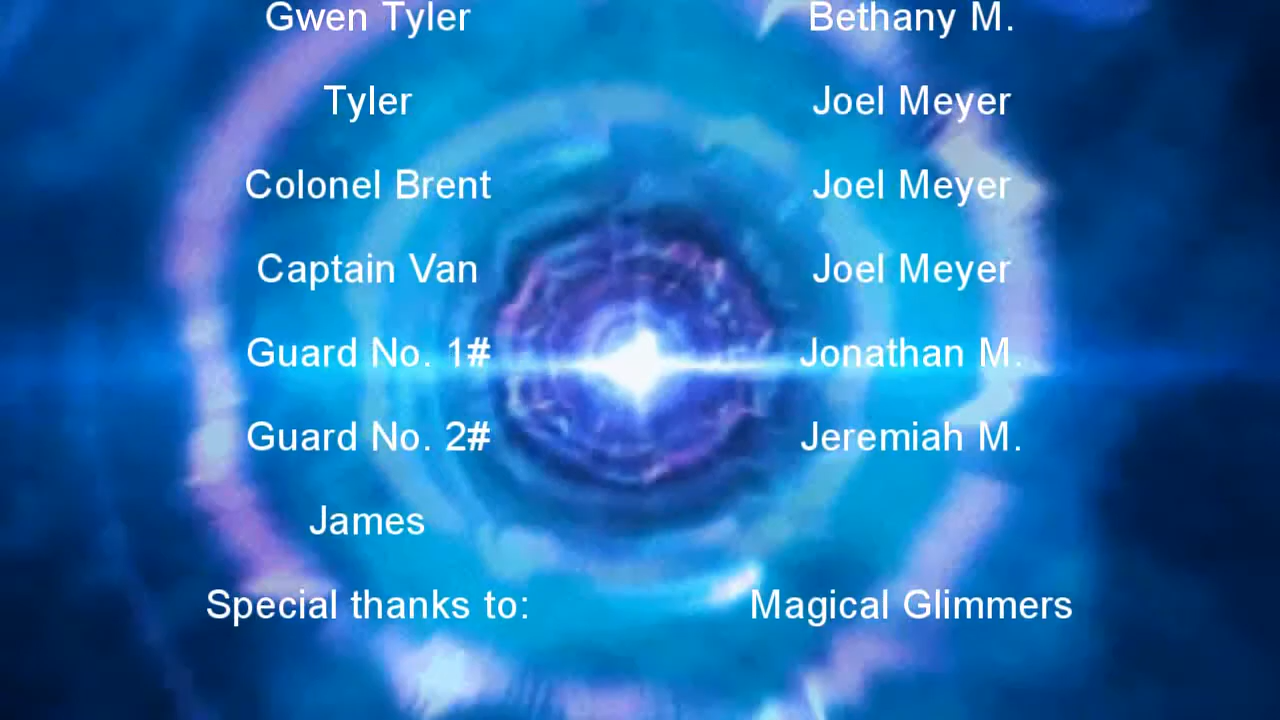 Gwen Tyler Bethany M.
Tyler Joel Meyer
Colonel Brent Joel Meyer
Captain Van Joel Meyer
Guard No. 1# Jonathan M.
Guard No. 2# Jeremiah M.
James
Special thanks to: Magical Glimmers